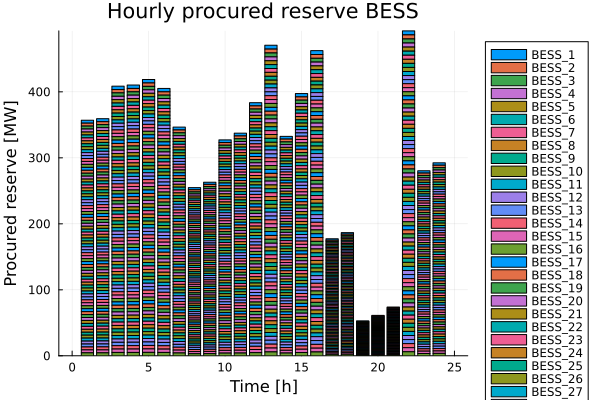 Hourly procured reserve BESS
Procured reserve [MW]
400
300
200
100
0
0
5
10
15
20
25
Time [h]
BESS_1
BESS_2
BESS_3
BESS_4
BESS_5
BESS_6
BESS_7
BESS_8
BESS_9
BESS_10
BESS_11
BESS_12
BESS_13
BESS_14
BESS_15
BESS_16
BESS_17
BESS_18
BESS_19
BESS_20
BESS_21
BESS_22
BESS_23
BESS_24
BESS_25
BESS_26
BESS_27